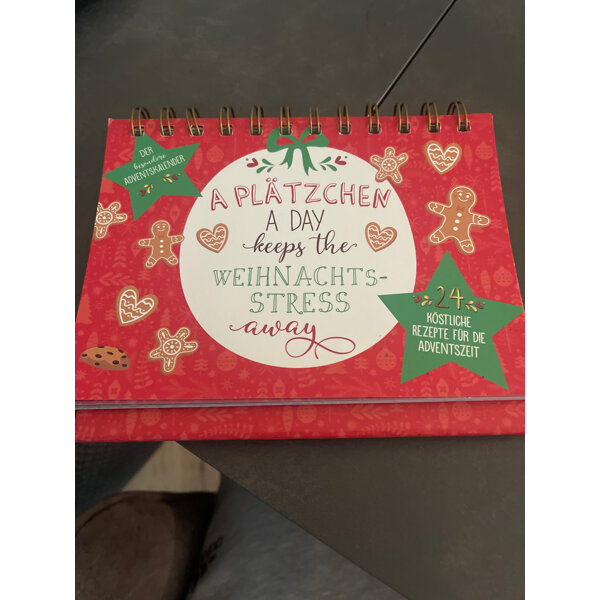 DER
besondere
ADVENTSKALENDER
A PLÄTZCHEN
A DAY
keeps the
WEIHNACHTS-
STRESS
away
24
KÖSTLICHE
REZEPTE FÜR DIE
ADVENTSZEIT